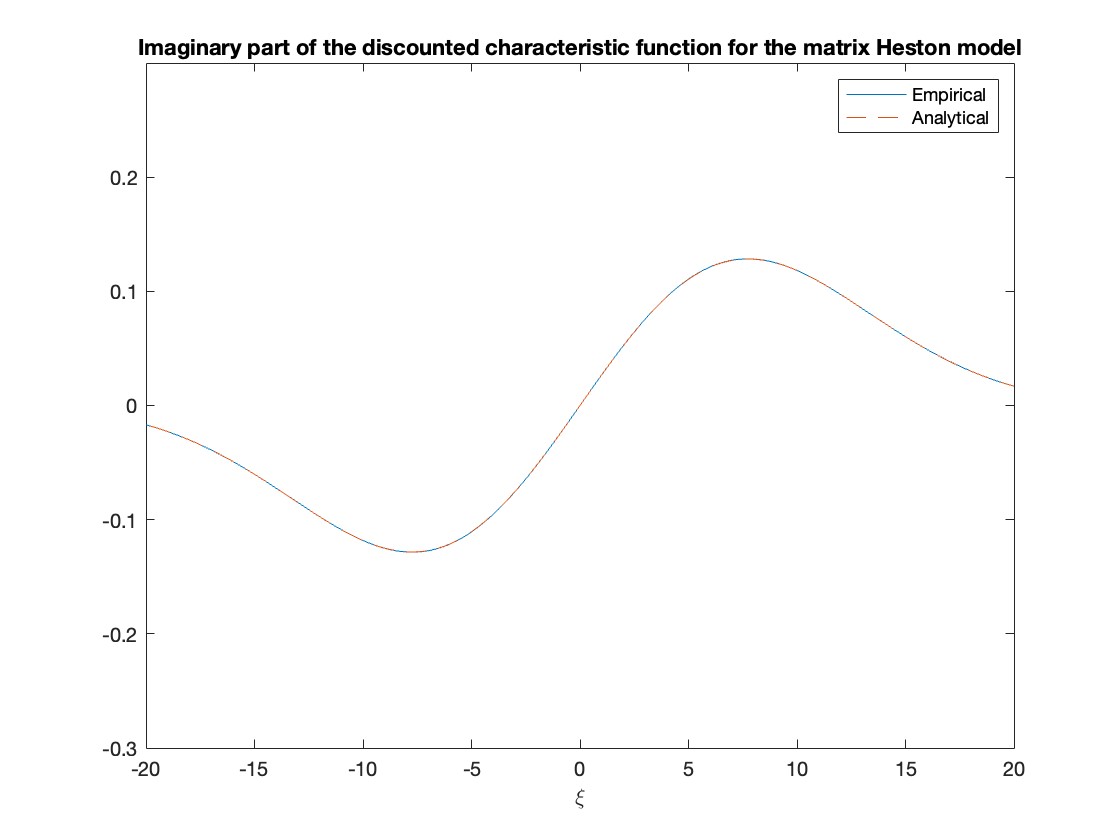 Imaginary part of the discounted characteristic function for the matrix Heston model
Empirical
Analytical
0.2
0.1
0
-0.1
-0.2
-0.3
-20 -15 -10 -5 0 5 10 15 20
ξ